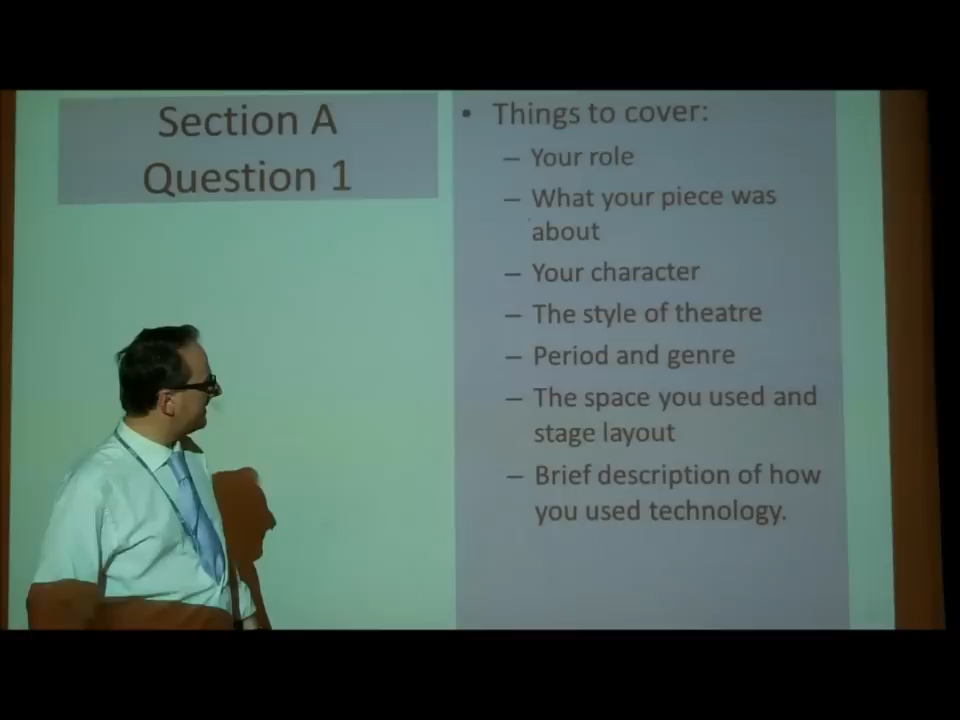 Section A
Question 1
• Things to cover:
– Your role
– What your piece was
about
– Your character
– The style of theatre
– Period and genre
– The space you used and
stage layout
– Brief description of how
you used technology.